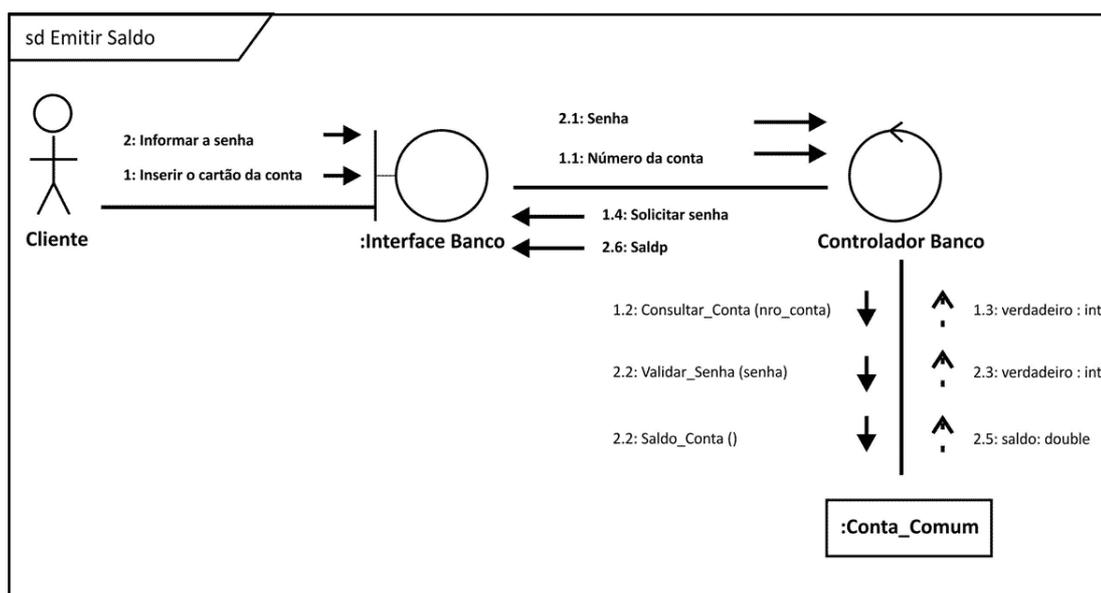 sd Emitir Saldo
2: Informar a senha
1: Inserir o cartão da conta
2.1: Senha
1.1: Número da conta
1.4: Solicitar senha
2.6: Saldp
Cliente
:Interface Banco
Controlador Banco
1.2: Consultar_Conta (nro_conta)
1.3: verdadeiro : int
2.2: Validar_Senha (senha)
2.3: verdadeiro : int
2.2: Saldo_Conta ()
2.5: saldo: double
:Conta_Comum